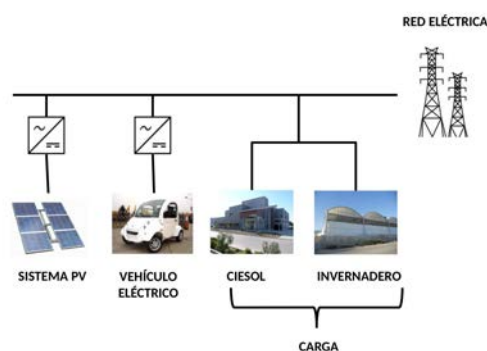 RED ELÉCTRICA
SISTEMA PV
VEHÍCULO
ELÉCTRICO
CIESOL
INVERNADERO
CARGA